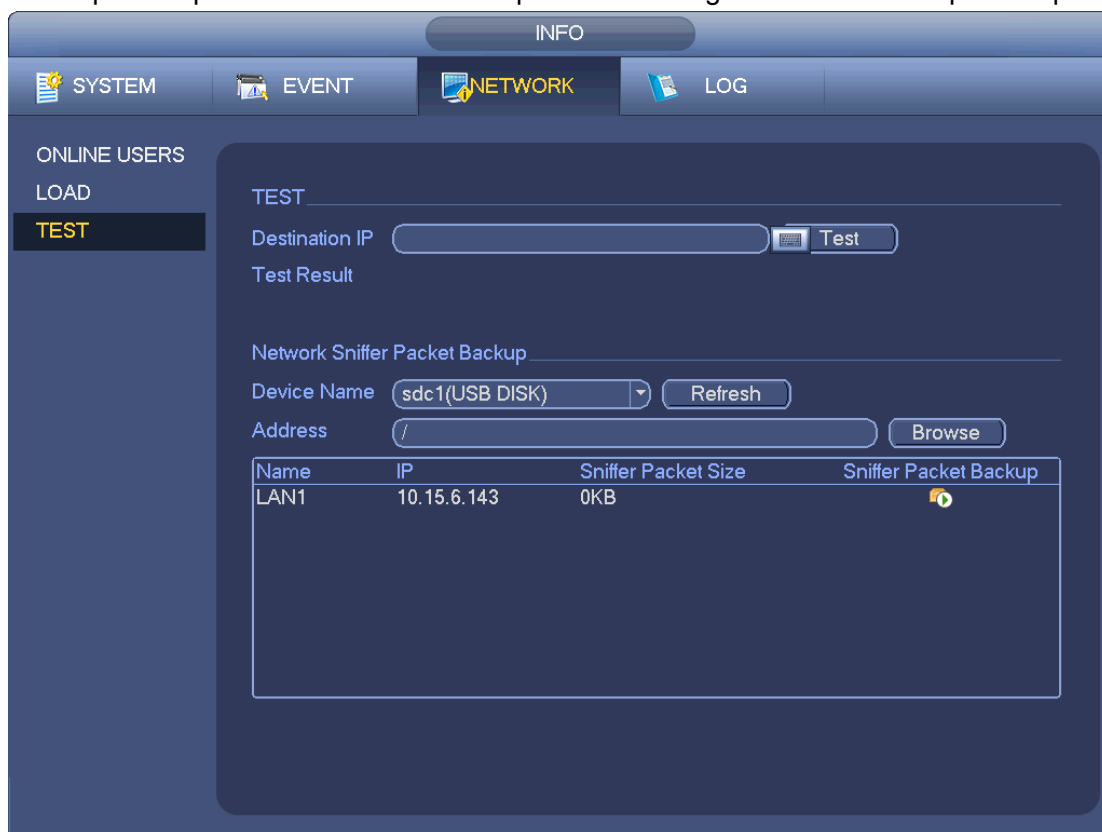 INFO
SYSTEM EVENT NETWORK LOG
ONLINE USERS
LOAD
TEST
TEST
Destination IP Test
Test Result
Network Sniffer Packet Backup
Device Name sdc1(USB DISK) Refresh
Address / Browse
Name IP Sniffer Packet Size Sniffer Packet Backup
LAN1 10.15.6.143 0KB